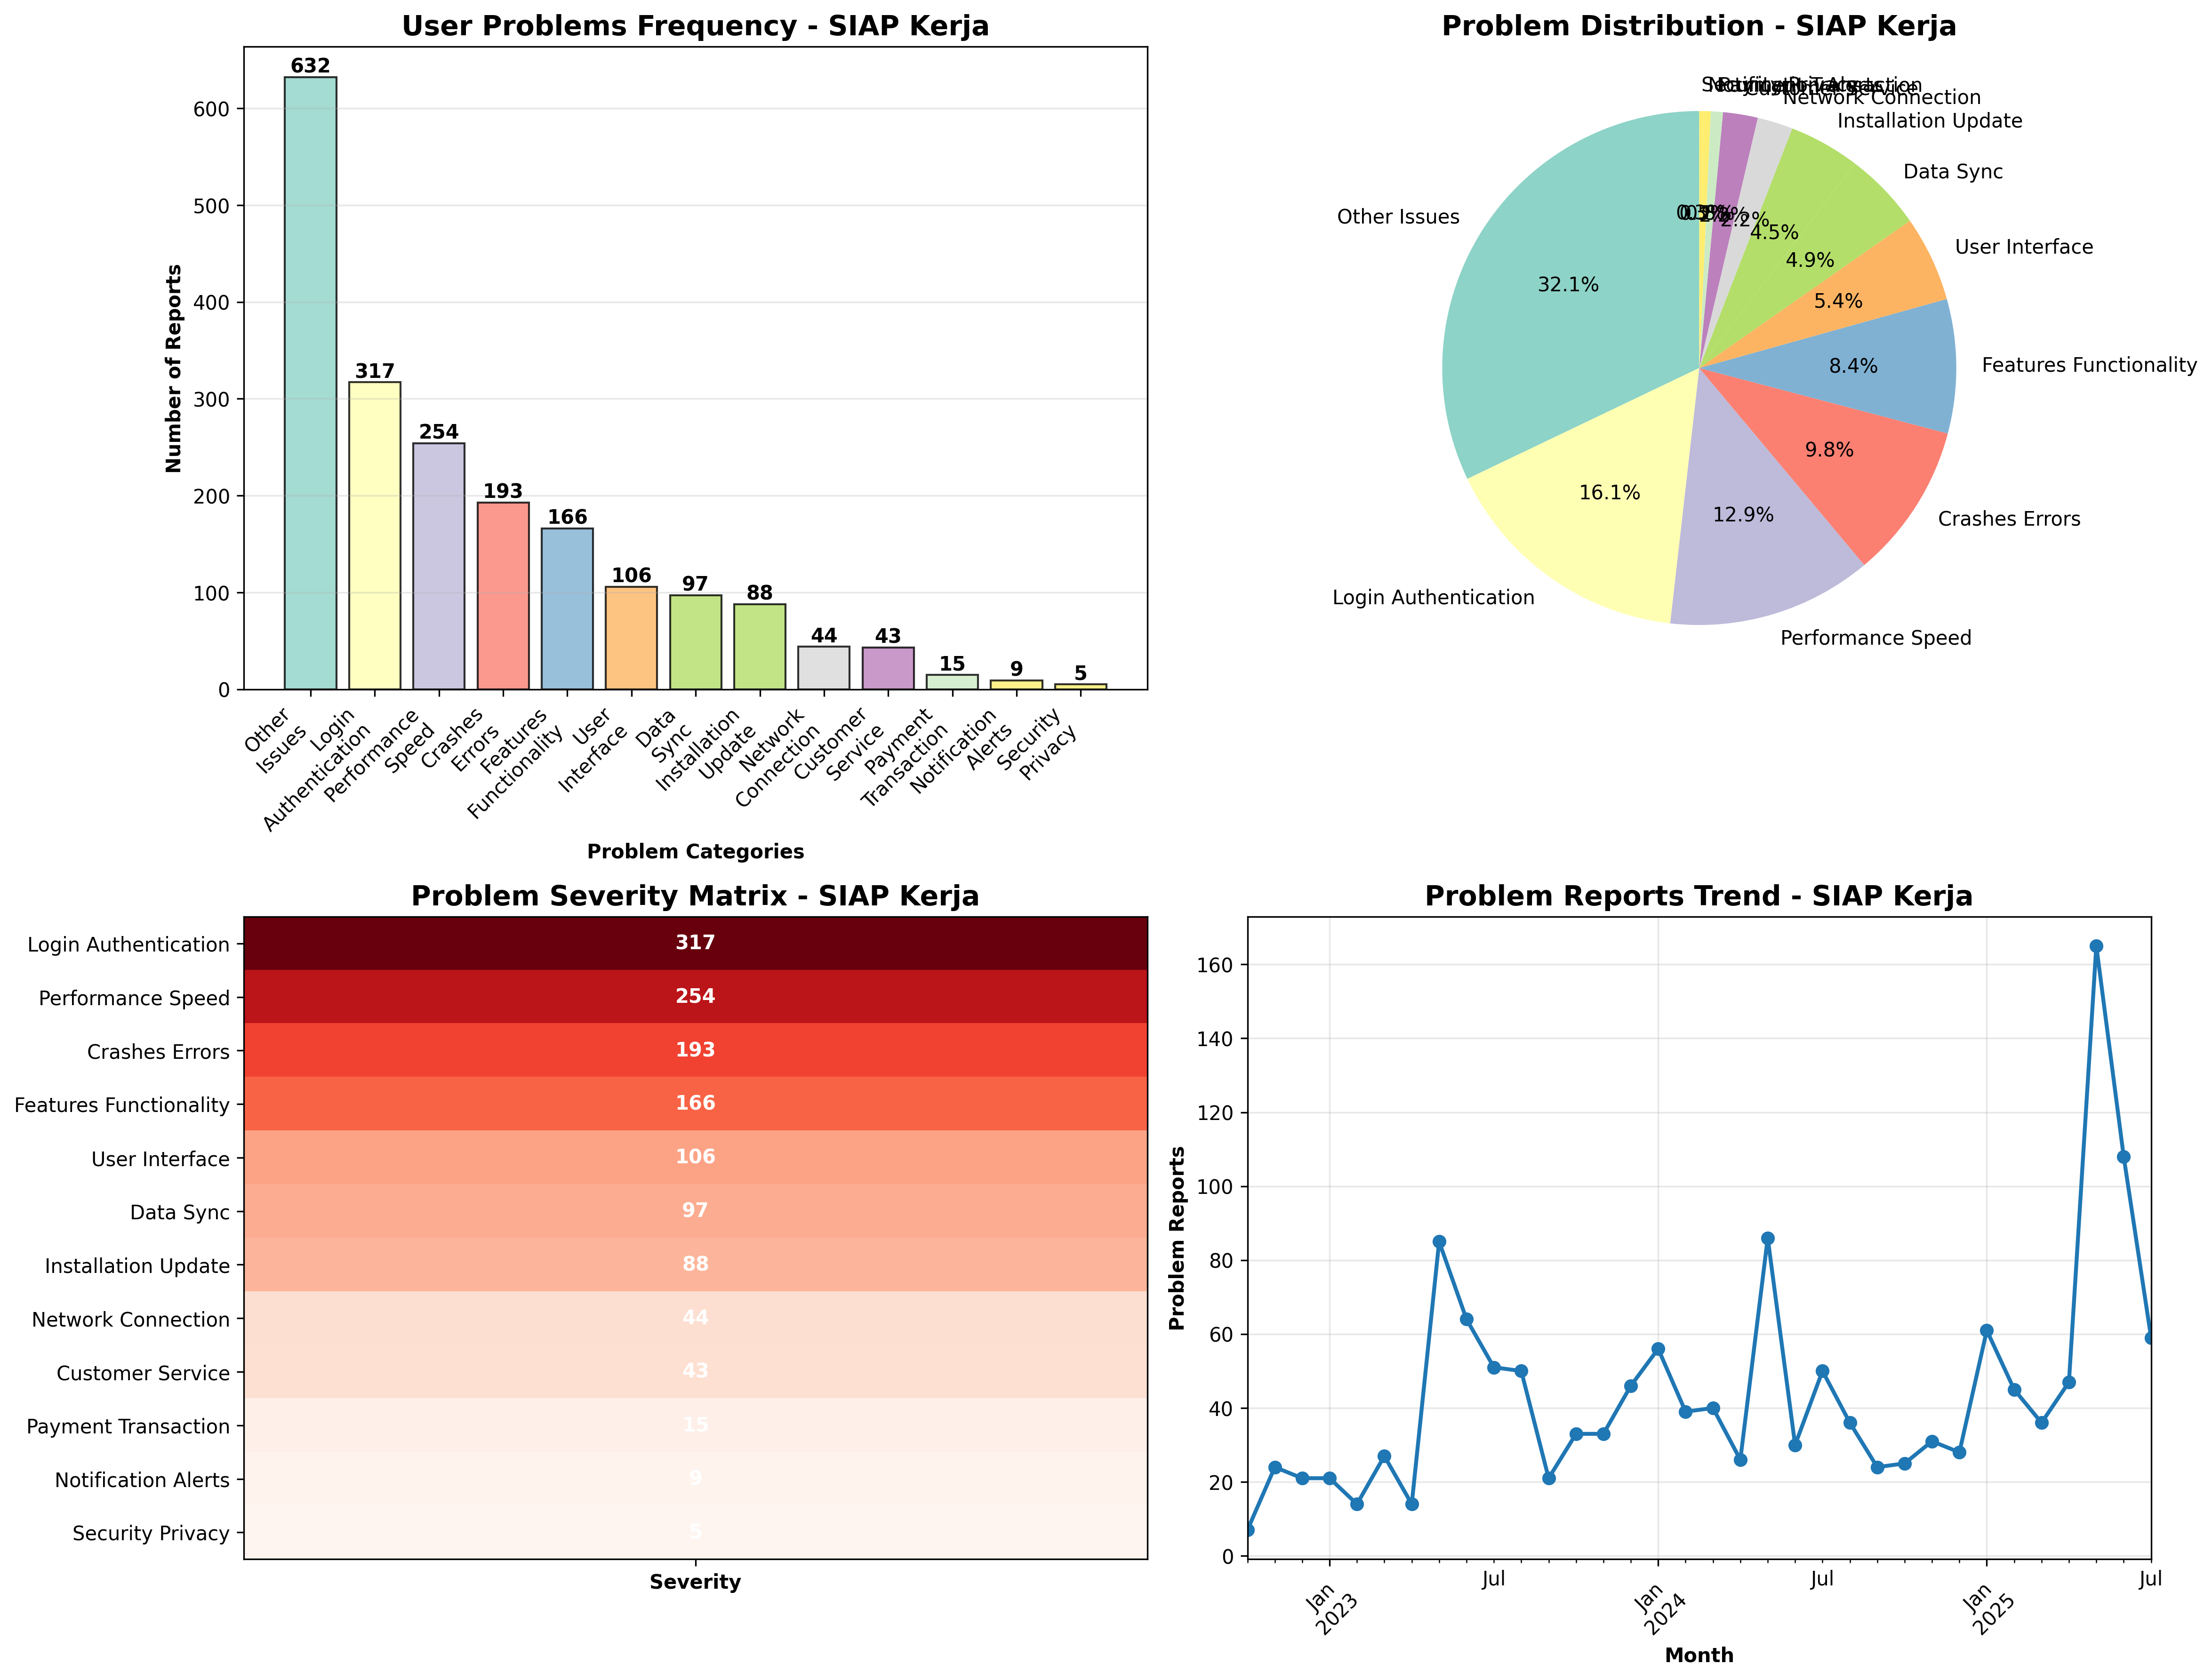 User Problems Frequency - SIAP Kerja
Number of Reports
600
500
400
300
200
100
0
632
317
254
193
166
106
97
88
44
43
15
9
5
Other
Issues
Login
Authentication
Performance
Speed
Crashes
Errors
Features
Functionality
User
Interface
Data
Sync
Installation
Update
Network
Connection
Customer
Service
Payment
Transaction
Notification
Alerts
Security
Privacy
Problem Categories
Problem Distribution - SIAP Kerja
Network Connection
Installation Update
Data Sync
User Interface
Features Functionality
Crashes Errors
Performance Speed
Login Authentication
Other Issues
32.1%
16.1%
12.9%
9.8%
8.4%
5.4%
4.9%
4.5%
2.2%
Problem Severity Matrix - SIAP Kerja
Login Authentication
317
Performance Speed
254
Crashes Errors
193
Features Functionality
166
User Interface
106
Data Sync
97
Installation Update
88
Network Connection
44
Customer Service
43
Payment Transaction
15
Notification Alerts
9
Security Privacy
5
Severity
Problem Reports Trend - SIAP Kerja
Problem Reports
160
140
120
100
80
60
40
20
0
Jan
2023
Jul
Jan
2024
Jul
Jan
2025
Jul
Month